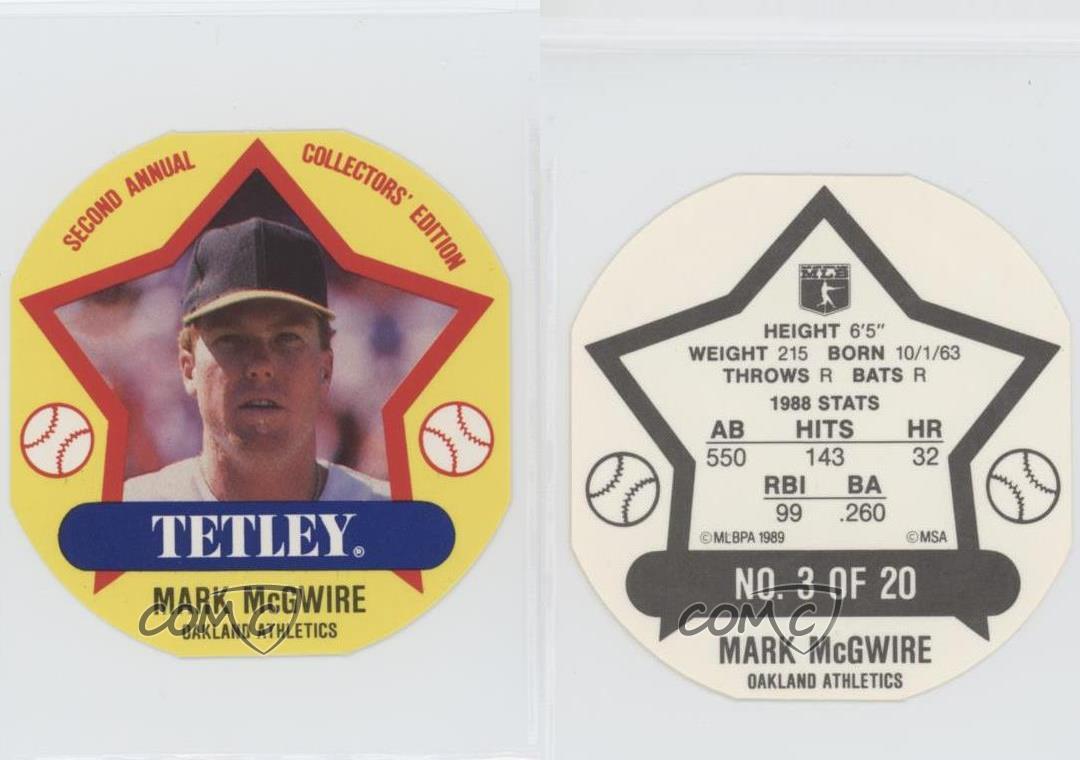 SECOND ANNUAL
COLLECTORS' EDITION
TETLEY®
MARK McGWIRE
OAKLAND ATHLETICS
COMC
MLB
HEIGHT 6'5"
WEIGHT 215 BORN 10/1/63
THROWS R BATS R
1988 STATS
AB HITS HR
550 143 32
RBI BA
99 .260
©MLBPA 1989 ©MSA
NO. 3 OF 20
COMC
MARK McGWIRE
OAKLAND ATHLETICS